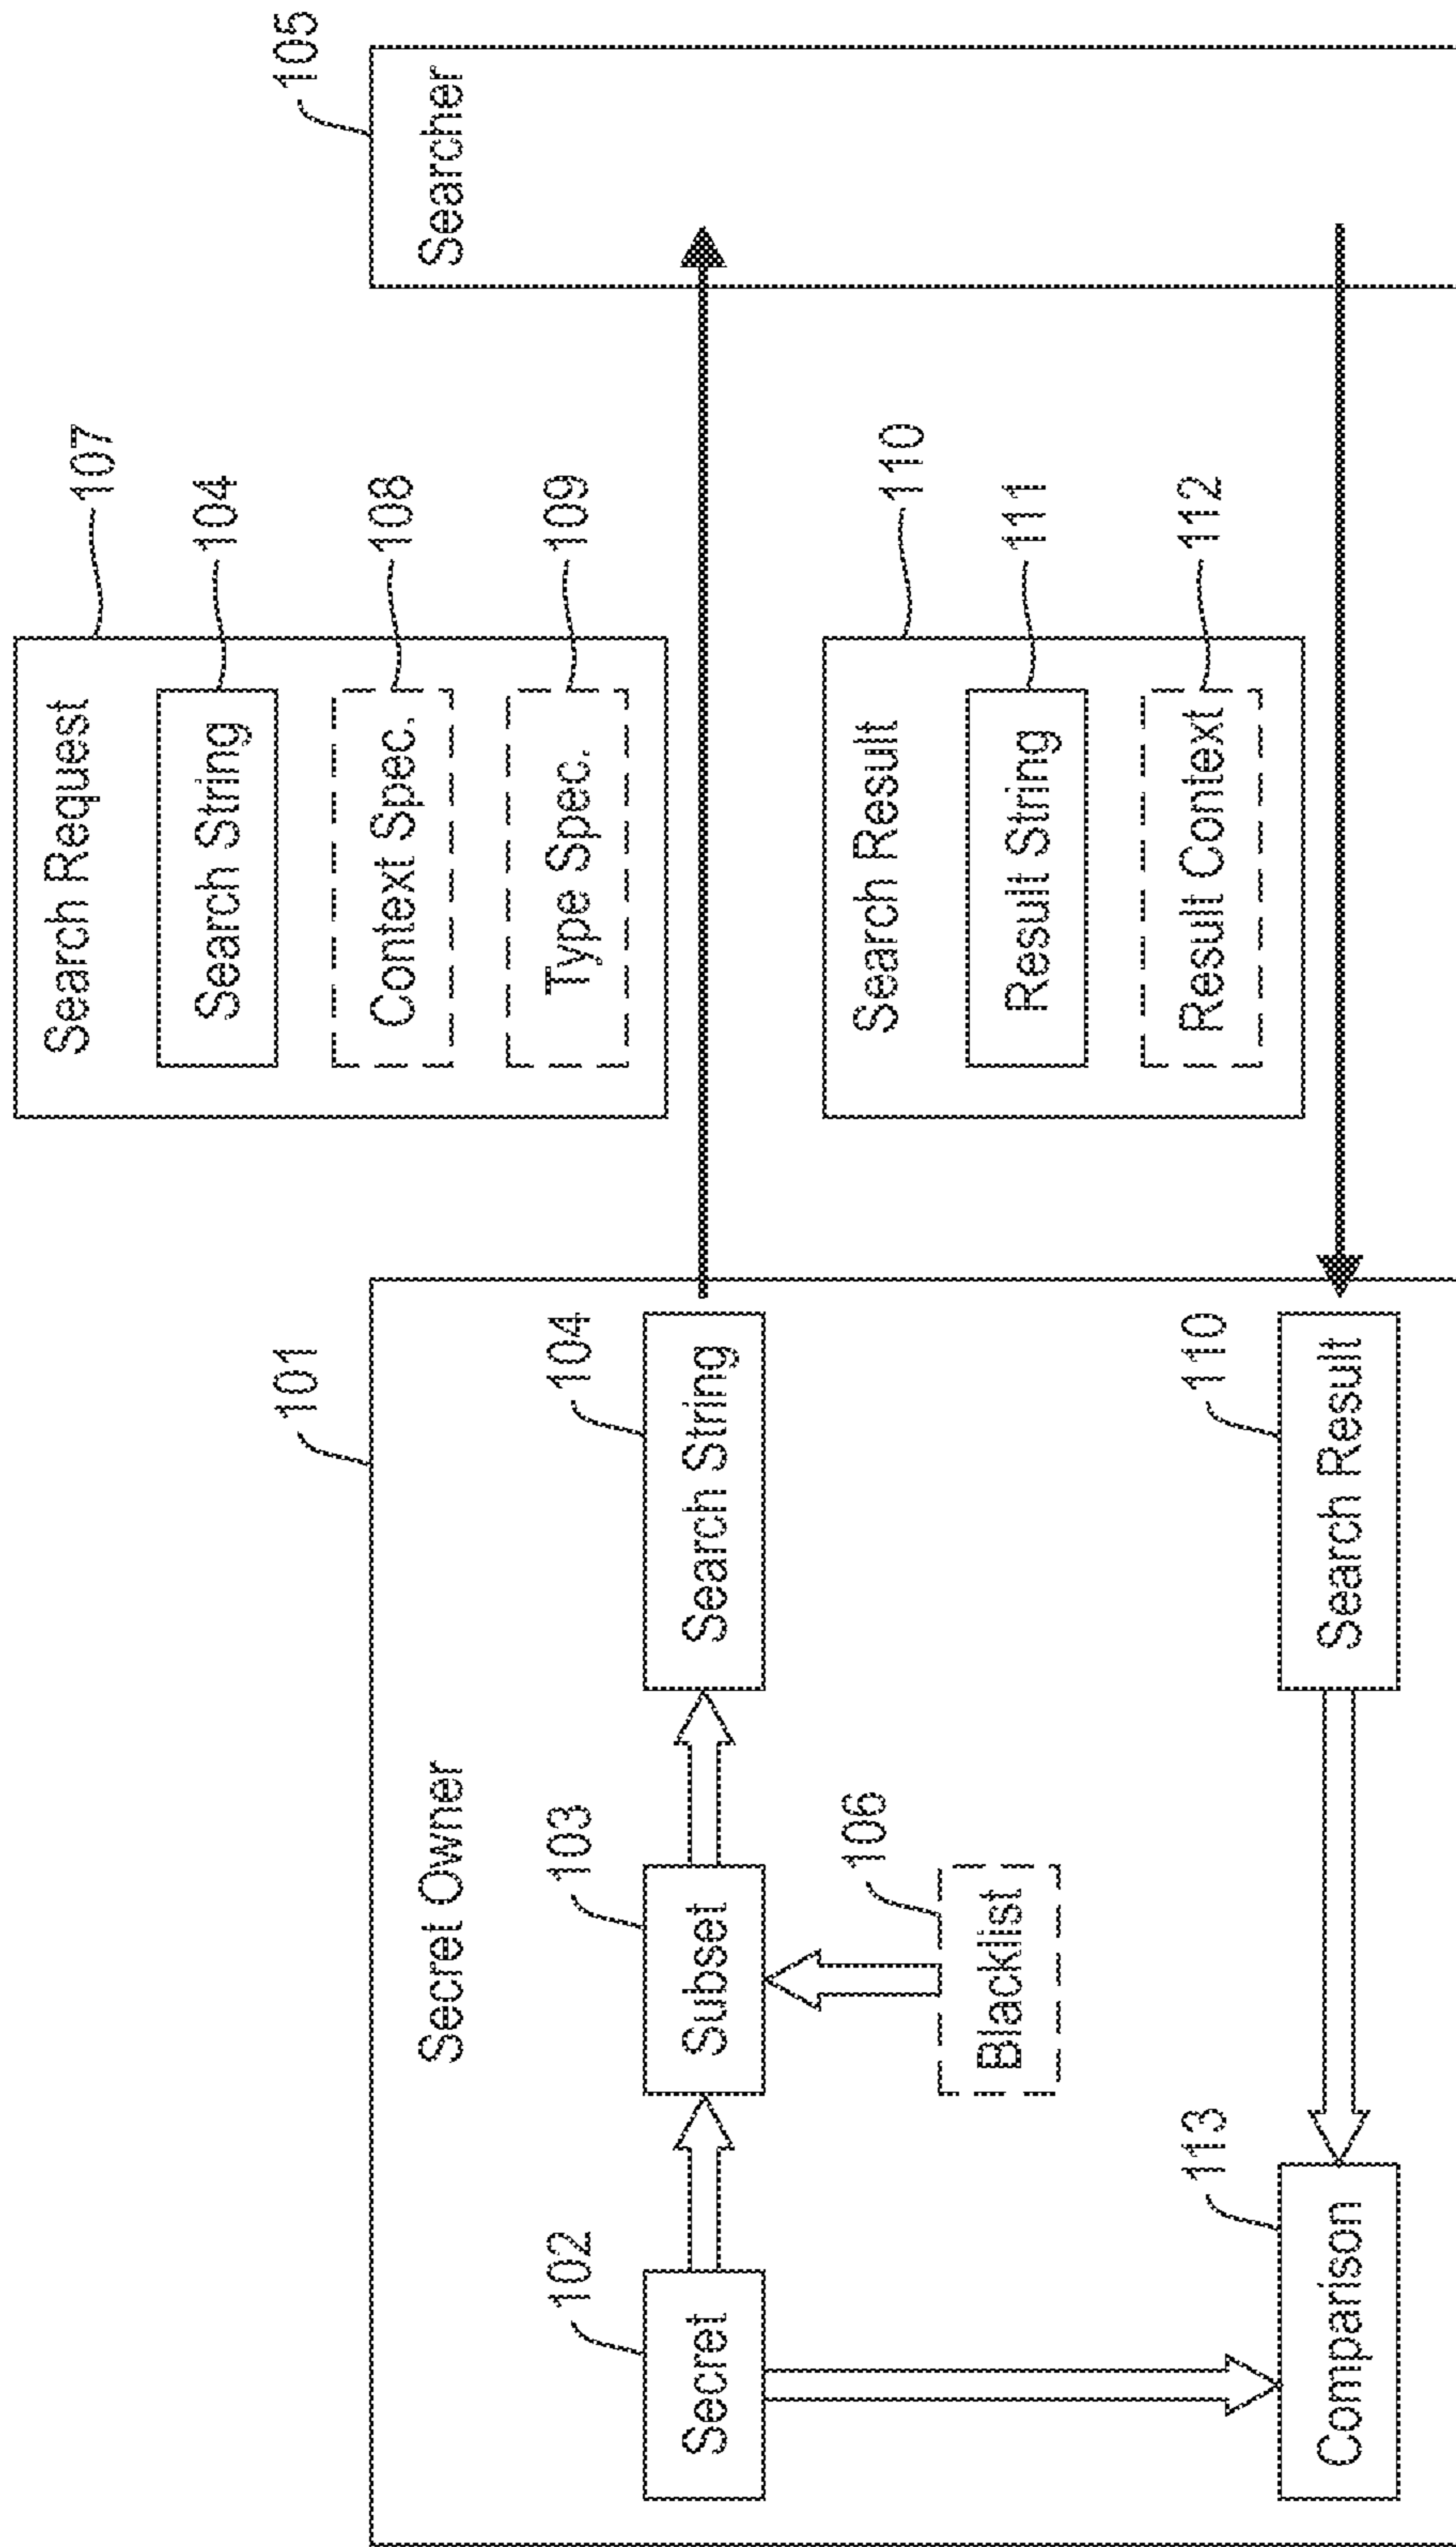 Search Request
107
Search String
104
Context Spec.
108
Type Spec.
109
101
105
Secret Owner
Searcher
102
Secret
103
Subset
104
Search String
106
Blacklist
Search Result
110
Result String
111
Result Context
112
113
Comparison
110
Search Result